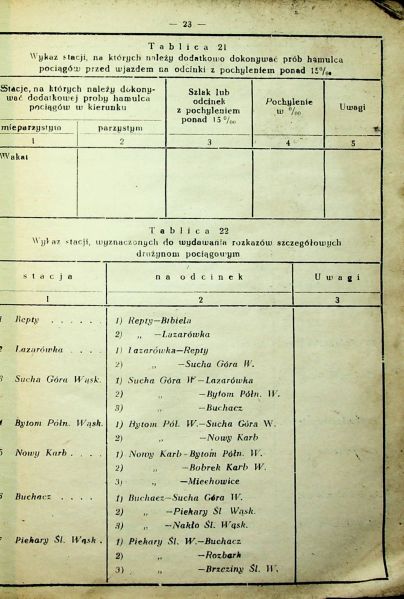 — 23 —
Tablica 21
Wykaz stacji, na których należy dodatkowo dokonywać prób hamulca
pociągów przed wjazdem na odcinki z pochyleniem ponad 15‰
Stacje, na których należy dokony-
wać dodatkowej próby hamulca
pociągów w kierunku
Szlak lub
odcinek
z pochyleniem
ponad 15 ‰
Pochylenie
w ‰
Uwagi
nieparzystym
parzystym
1 2 3 4 5
Wakat
Tablica 22
Wykaz stacji, wyznaczonych do wydawania rozkazów szczegółowych
drużynom pociągowym
stacja na odcinek Uwagi
1 2 3
Repty . . . . . 1) Repty—Bibiela
2) „ —Lazarówka
2 Lazarówka . . . . 1) Lazarówka—Repty
2) „ —Sucha Góra W.
3 Sucha Góra Wąsk. 1) Sucha Góra W—Lazarówka
2) „ —Bytom Półn. W.
3) „ —Buchacz
4 Bytom Półn. Wąsk. 1) Bytom Pół. W.—Sucha Góra W.
2) „ —Nowy Karb
5 Nowy Karb . . . . 1) Nowy Karb—Bytom Półn. W.
2) „ —Bobrek Karb W.
3) „ —Miechowice
6 Buchacz . . . . 1) Buchacz—Sucha Góra W.
2) „ —Piekary Śl Wąsk.
3) „ —Nakło Śl. Wąsk.
Piekary Śl. Wąsk . 1) Piekary Śl. W.—Buchacz
2) „ —Rozbark
3) „ —Brzeziny Śl. W.